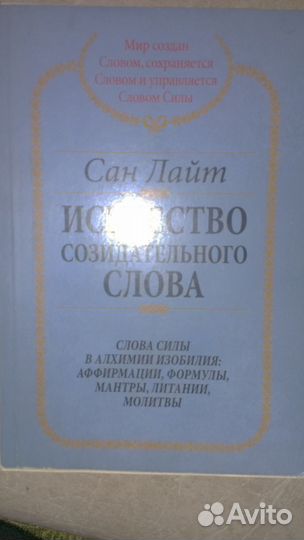 Мир создан
Словом, сохраняется
Словом и управляется
Словом Силы
Сан Лайт
ИСКУССТВО
СОЗИДАТЕЛЬНОГО
СЛОВА
СЛОВА СИЛЫ
В АЛХИМИИ ИЗОБИЛИЯ:
АФФИРМАЦИИ, ФОРМУЛЫ,
МАНТРЫ, ЛИТАНИИ,
МОЛИТВЫ
Avito